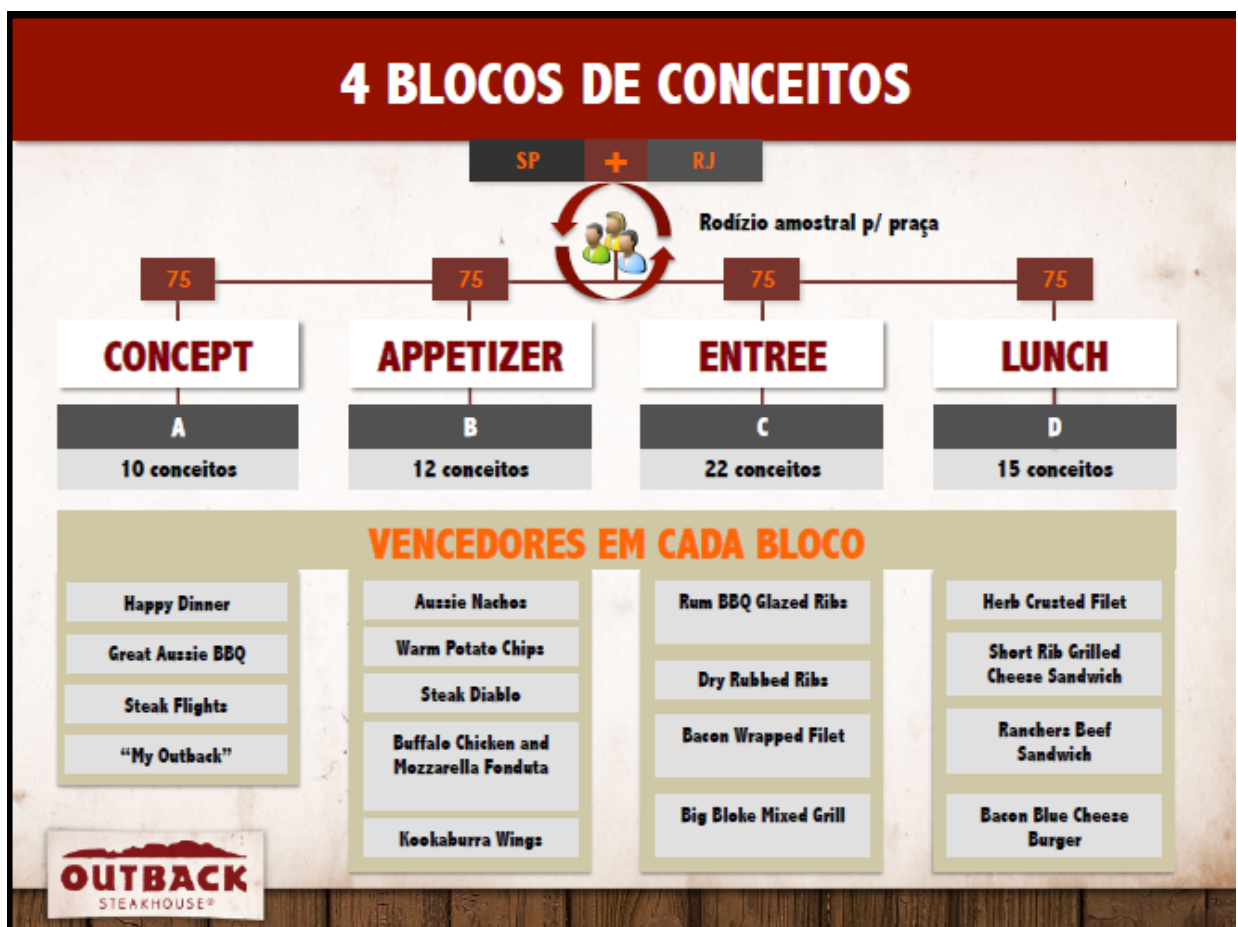 4 BLOCOS DE CONCEITOS
SP + RJ
Rodízio amostral p/ praça
75
75
75
75
CONCEPT
APPETIZER
ENTREE
LUNCH
A
B
C
D
10 conceitos
12 conceitos
22 conceitos
15 conceitos
VENCEDORES EM CADA BLOCO
Happy Dinner
Great Aussie BBQ
Steak Flights
“My Outback”
Aussie Nachos
Warm Potato Chips
Steak Diablo
Buffalo Chicken and
Mozzarella Fonduta
Kookaburra Wings
Rum BBQ Glazed Ribs
Dry Rubbed Ribs
Bacon Wrapped Filet
Big Bloke Mixed Grill
Herb Crusted Filet
Short Rib Grilled
Cheese Sandwich
Ranchers Beef
Sandwich
Bacon Blue Cheese
Burger
OUTBACK
STEAKHOUSE®